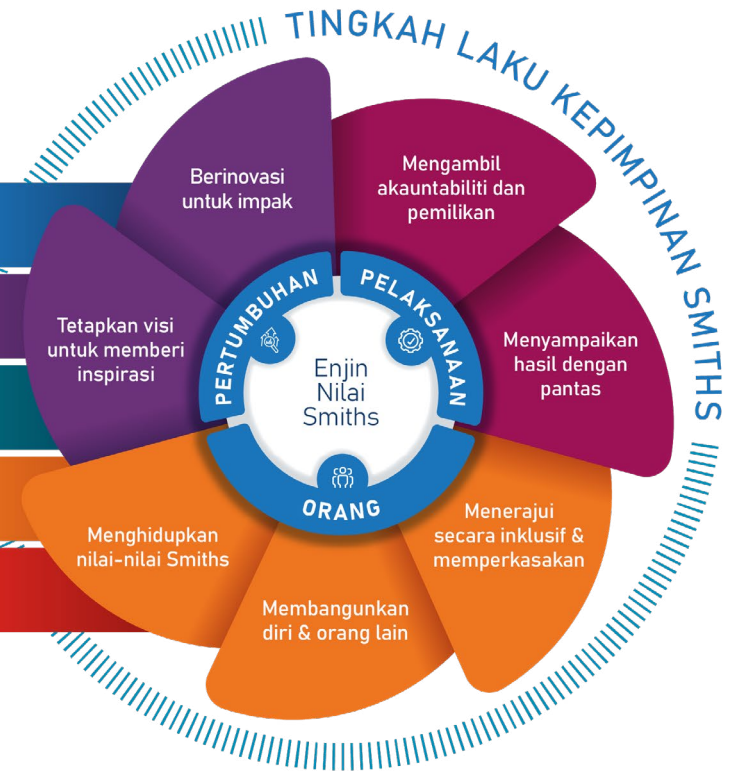 TINGKAH LAKU KEPIMPINAN SMITHS
Berinovasi
untuk impak
Mengambil
akauntabiliti dan
pemilikan
Tetapkan visi
untuk memberi
inspirasi
Menyampaikan
hasil dengan
pantas
PERTUMBUHAN
PELAKSANAAN
Enjin
Nilai
Smiths
ORANG
Menghidupkan
nilai-nilai Smiths
Membangunkan
diri & orang lain
Menerajui
secara inklusif &
memperkasakan